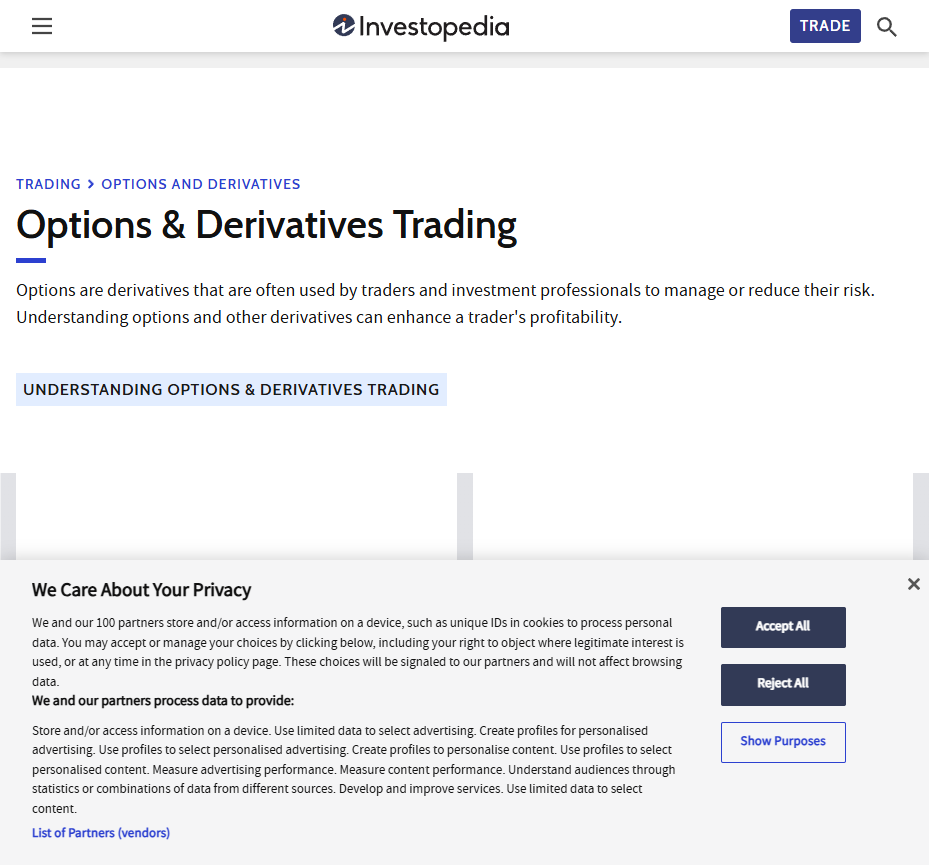 Investopedia
TRADE
TRADING > OPTIONS AND DERIVATIVES
Options & Derivatives Trading
Options are derivatives that are often used by traders and investment professionals to manage or reduce their risk.
Understanding options and other derivatives can enhance a trader's profitability.
UNDERSTANDING OPTIONS & DERIVATIVES TRADING
We Care About Your Privacy
We and our 100 partners store and/or access information on a device, such as unique IDs in cookies to process personal
data. You may accept or manage your choices by clicking below, including your right to object where legitimate interest is
used, or at any time in the privacy policy page. These choices will be signaled to our partners and will not affect browsing
data.
We and our partners process data to provide:
Store and/or access information on a device. Use limited data to select advertising. Create profiles for personalised
advertising. Use profiles to select personalised advertising. Create profiles to personalise content. Use profiles to select
personalised content. Measure advertising performance. Measure content performance. Understand audiences through
statistics or combinations of data from different sources. Develop and improve services. Use limited data to select
content.
List of Partners (vendors)
Accept All
Reject All
Show Purposes